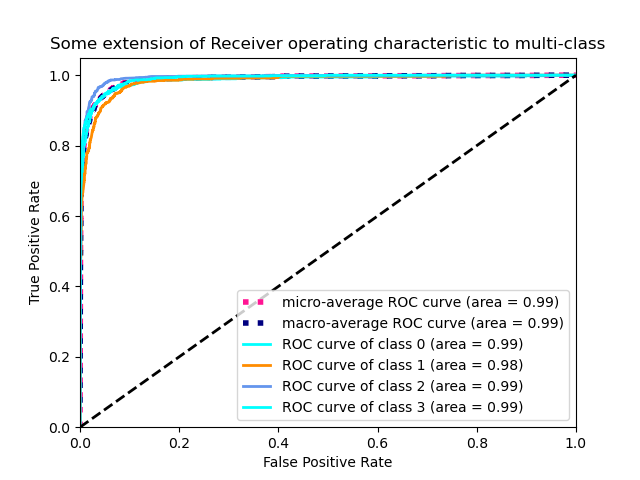 Some extension of Receiver operating characteristic to multi-class
1.0
0.8
0.6
0.4
0.2
0.0
True Positive Rate
micro-average ROC curve (area = 0.99)
macro-average ROC curve (area = 0.99)
ROC curve of class 0 (area = 0.99)
ROC curve of class 1 (area = 0.98)
ROC curve of class 2 (area = 0.99)
ROC curve of class 3 (area = 0.99)
0.0 0.2 0.4 0.6 0.8 1.0
False Positive Rate